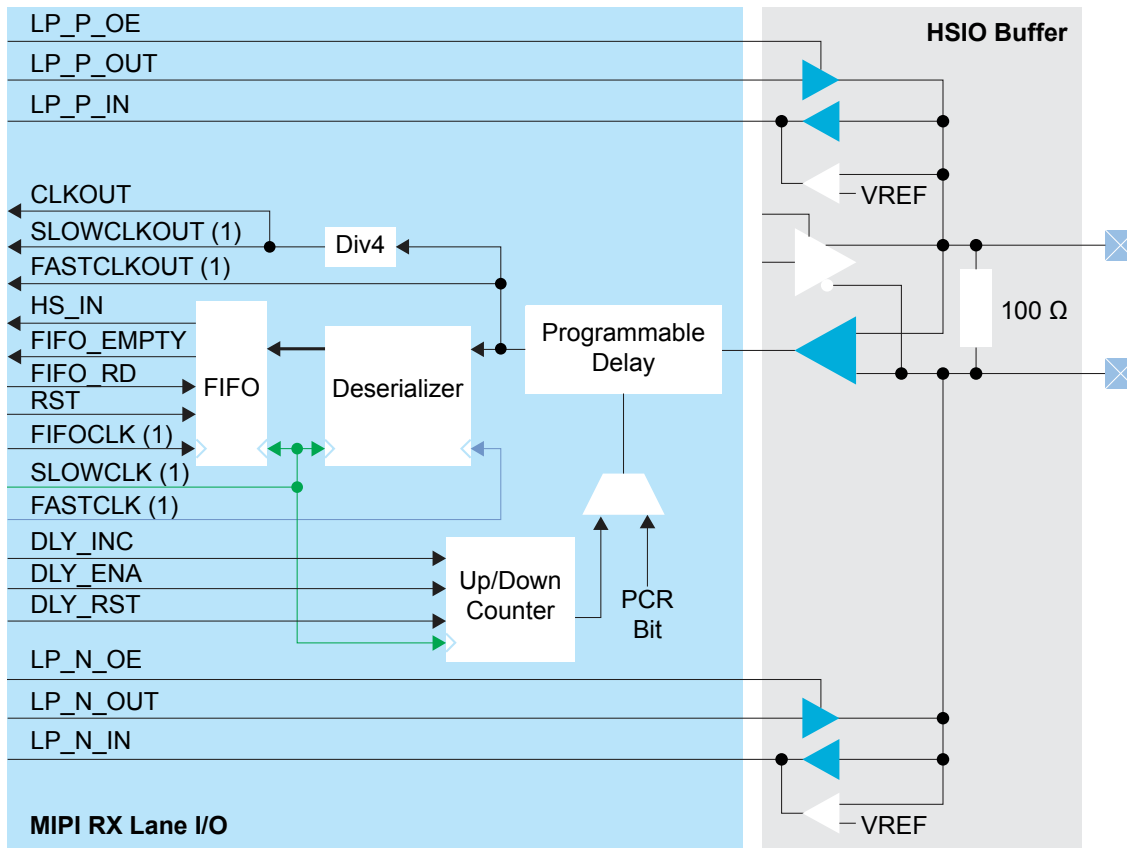 LP_P_OE
HSIO Buffer
LP_P_OUT
LP_P_IN
VREF
CLKOUT
SLOWCLKOUT (1)
Div4
FASTCLKOUT (1)
HS_IN
FIFO_EMPTY
FIFO_RD
RST
FIFOCLK (1)
SLOWCLK (1)
FASTCLK (1)
FIFO
Deserializer
Programmable
Delay
100 Ω
DLY_INC
DLY_ENA
DLY_RST
Up/Down
Counter
PCR
Bit
LP_N_OE
LP_N_OUT
LP_N_IN
VREF
MIPI RX Lane I/O